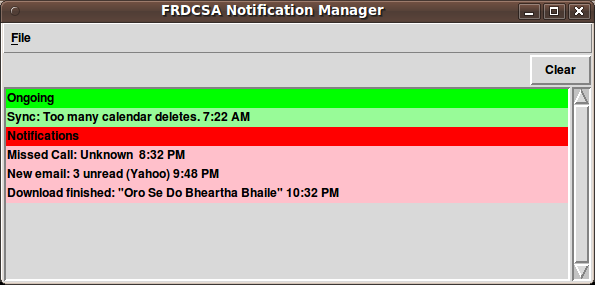 FRDCSA Notification Manager
File
Clear
Ongoing
Sync: Too many calendar deletes. 7:22 AM
Notifications
Missed Call: Unknown  8:32 PM
New email: 3 unread (Yahoo) 9:48 PM
Download finished: "Oro Se Do Bheartha Bhaile" 10:32 PM